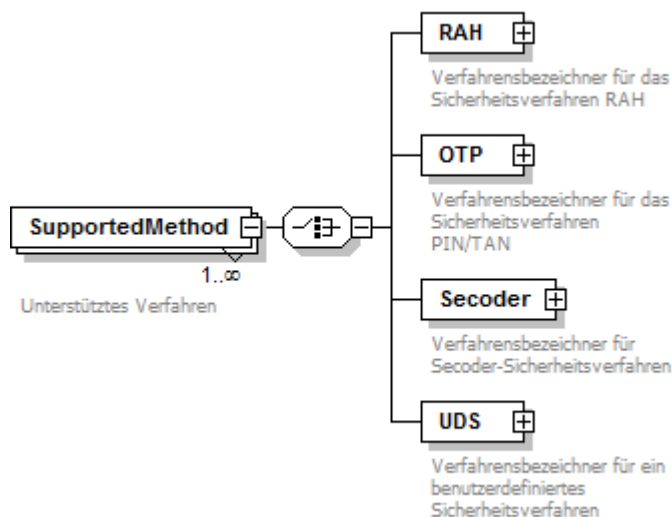 RAH
Verfahrensbezeichner für das
Sicherheitsverfahren RAH
OTP
Verfahrensbezeichner für das
Sicherheitsverfahren
PIN/TAN
SupportedMethod
1..∞
Unterstütztes Verfahren
Secoder
Verfahrensbezeichner für
Secoder-Sicherheitsverfahren
UDS
Verfahrensbezeichner für ein
benutzerdefiniertes
Sicherheitsverfahren